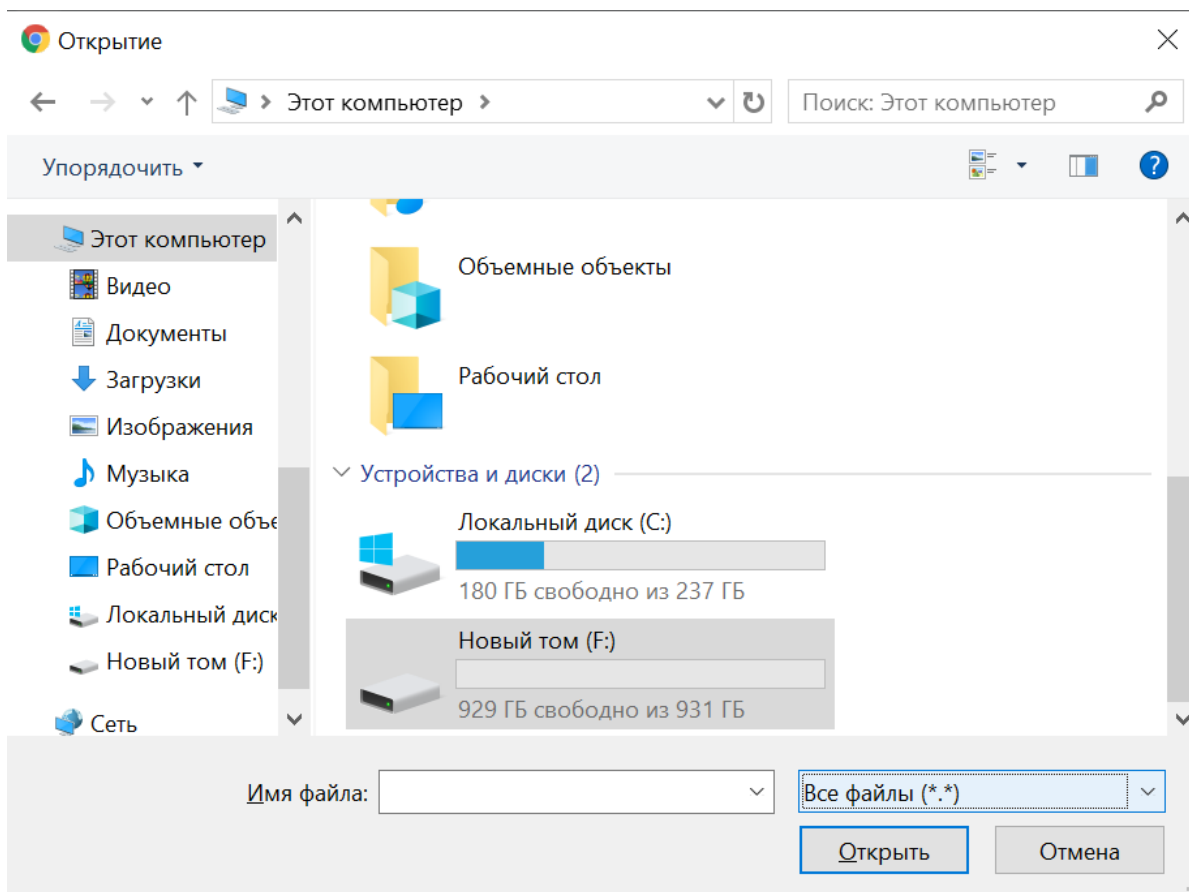 Открытие
Этот компьютер
Поиск: Этот компьютер
Упорядочить
?
Этот компьютер
Видео
Документы
Загрузки
Изображения
Музыка
Объемные объе
Рабочий стол
Локальный диск
Новый том (F:)
Сеть
Объемные объекты
Рабочий стол
Устройства и диски (2)
Локальный диск (C:)
180 ГБ свободно из 237 ГБ
Новый том (F:)
929 ГБ свободно из 931 ГБ
Имя файла:
Все файлы (*.*)
Открыть
Отмена